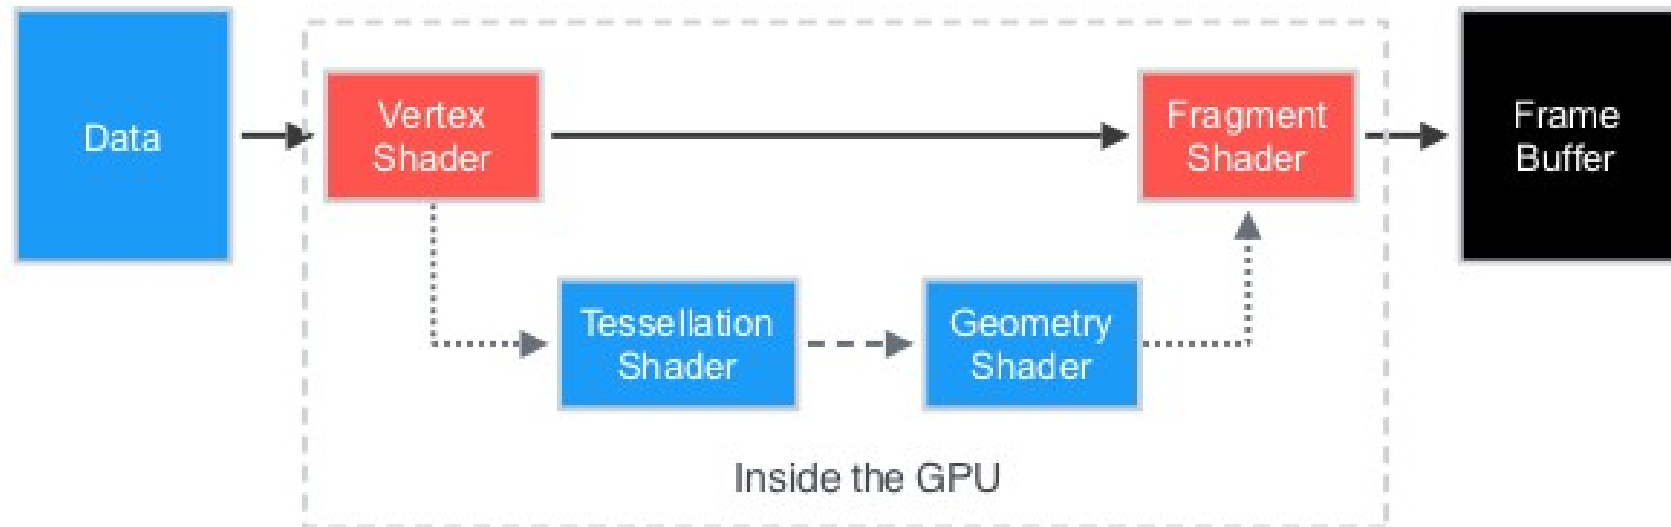 Data
Vertex
Shader
Fragment
Shader
Frame
Buffer
Tessellation
Shader
Geometry
Shader
Inside the GPU